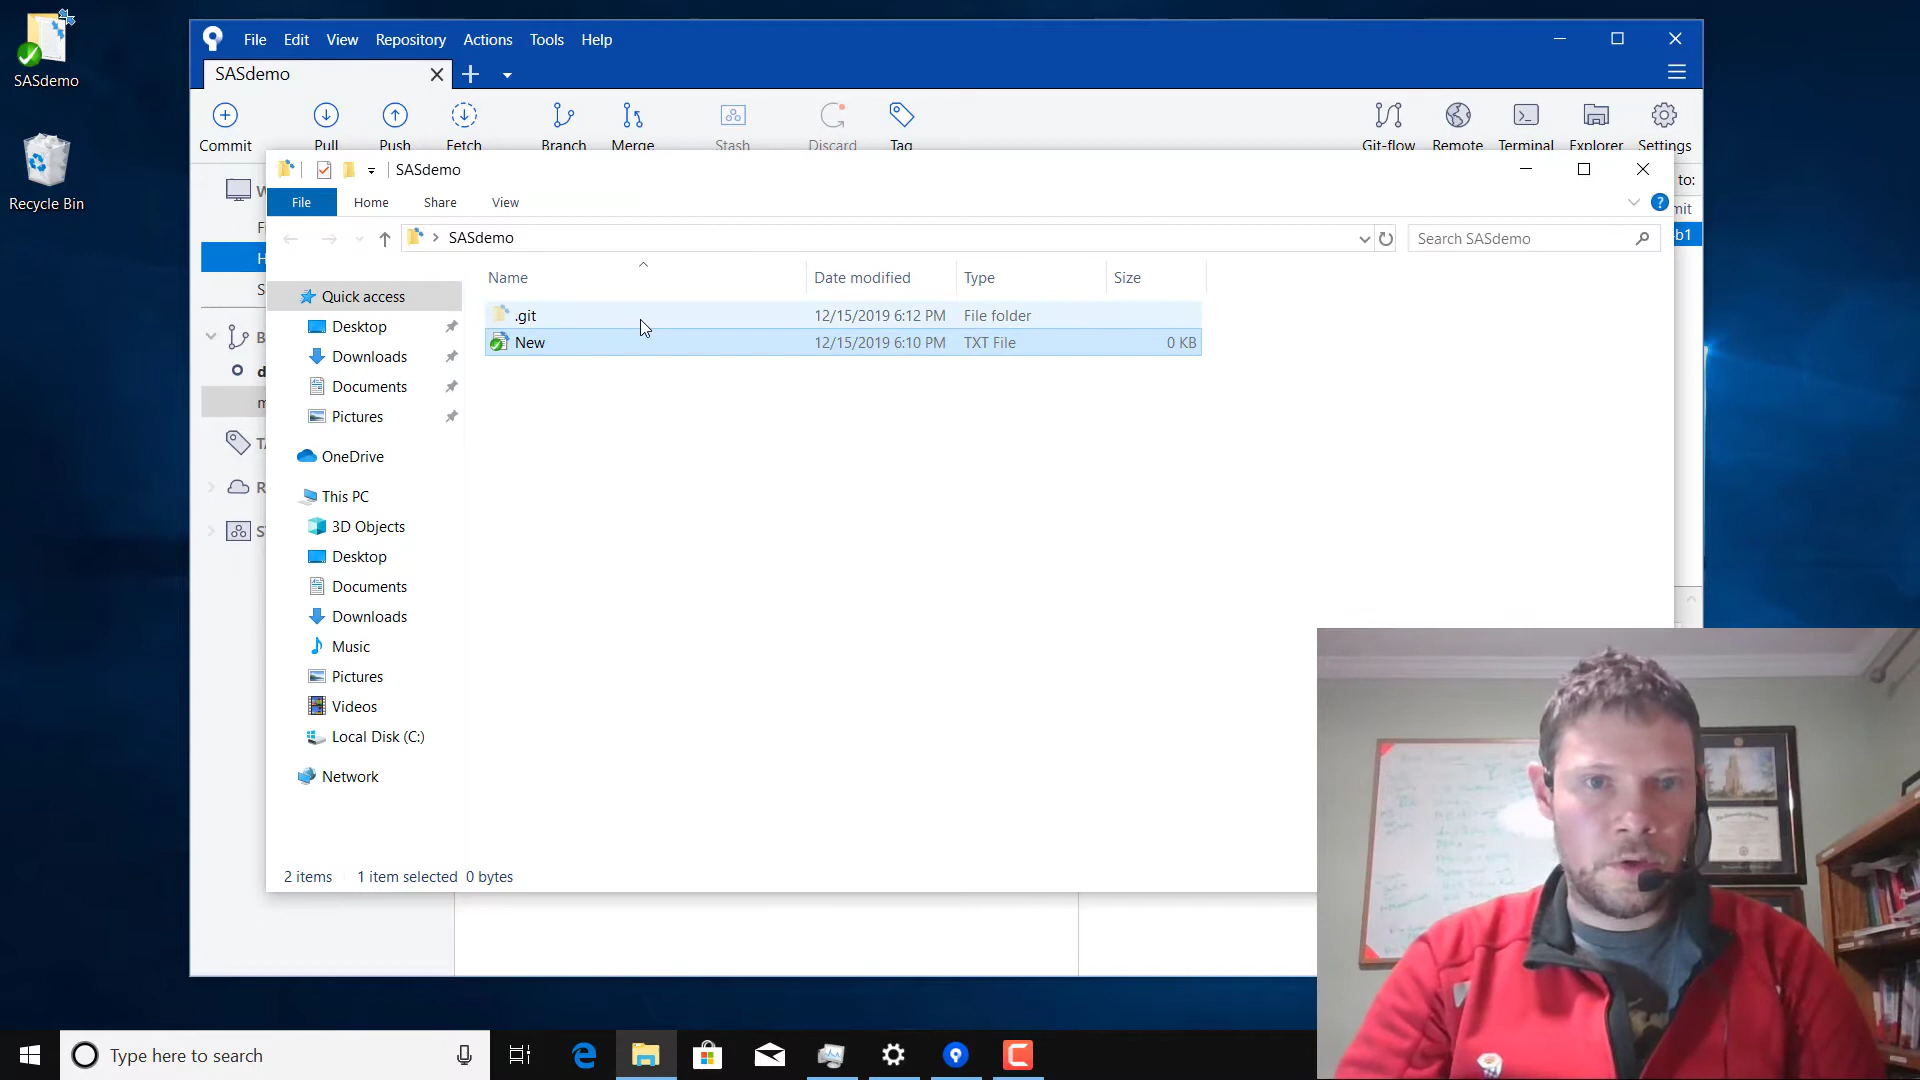 SASdemo
Recycle Bin
File Edit View Repository Actions Tools Help
SASdemo
Commit Pull Push Fetch Branch Merge Stash Discard Tag Git-flow Remote Terminal Explorer Settings
SASdemo
to:
File Home Share View
mit
SASdemo
Search SASdemo
b1
Name Date modified Type Size
Quick access
.git 12/15/2019 6:12 PM File folder
New 12/15/2019 6:10 PM TXT File 0 KB
Desktop
Downloads
Documents
Pictures
OneDrive
This PC
3D Objects
Desktop
Documents
Downloads
Music
Pictures
Videos
Local Disk (C:)
Network
2 items 1 item selected 0 bytes
Type here to search